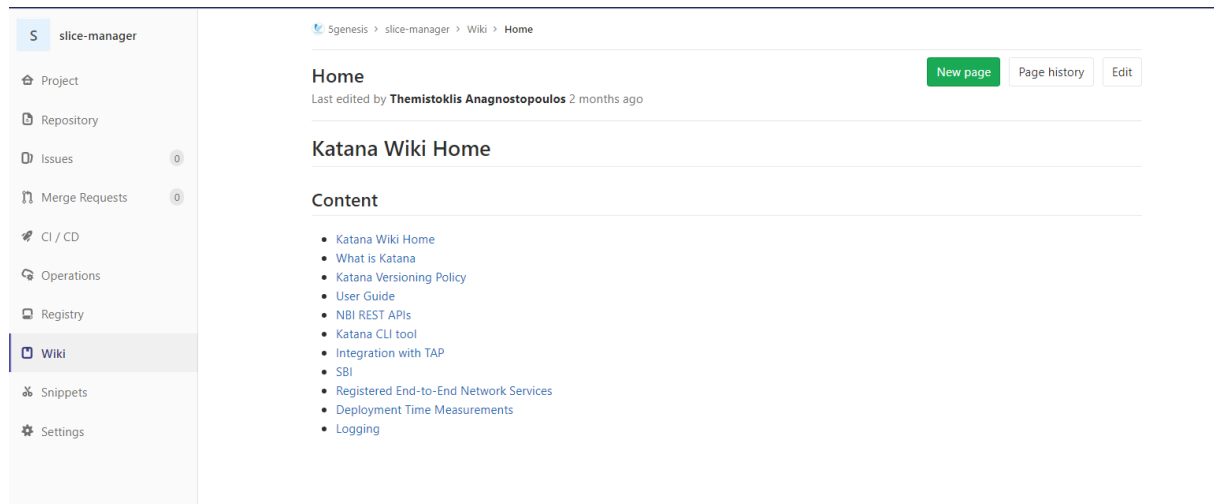 S slice-manager
Project
Repository
Issues 0
Merge Requests 0
CI / CD
Operations
Registry
Wiki
Snippets
Settings
5genesis > slice-manager > Wiki > Home
Home
New page
Page history
Edit
Last edited by Themistoklis Anagnostopoulos 2 months ago
Katana Wiki Home
Content
• Katana Wiki Home
• What is Katana
• Katana Versioning Policy
• User Guide
• NBI REST APIs
• Katana CLI tool
• Integration with TAP
• SBI
• Registered End-to-End Network Services
• Deployment Time Measurements
• Logging